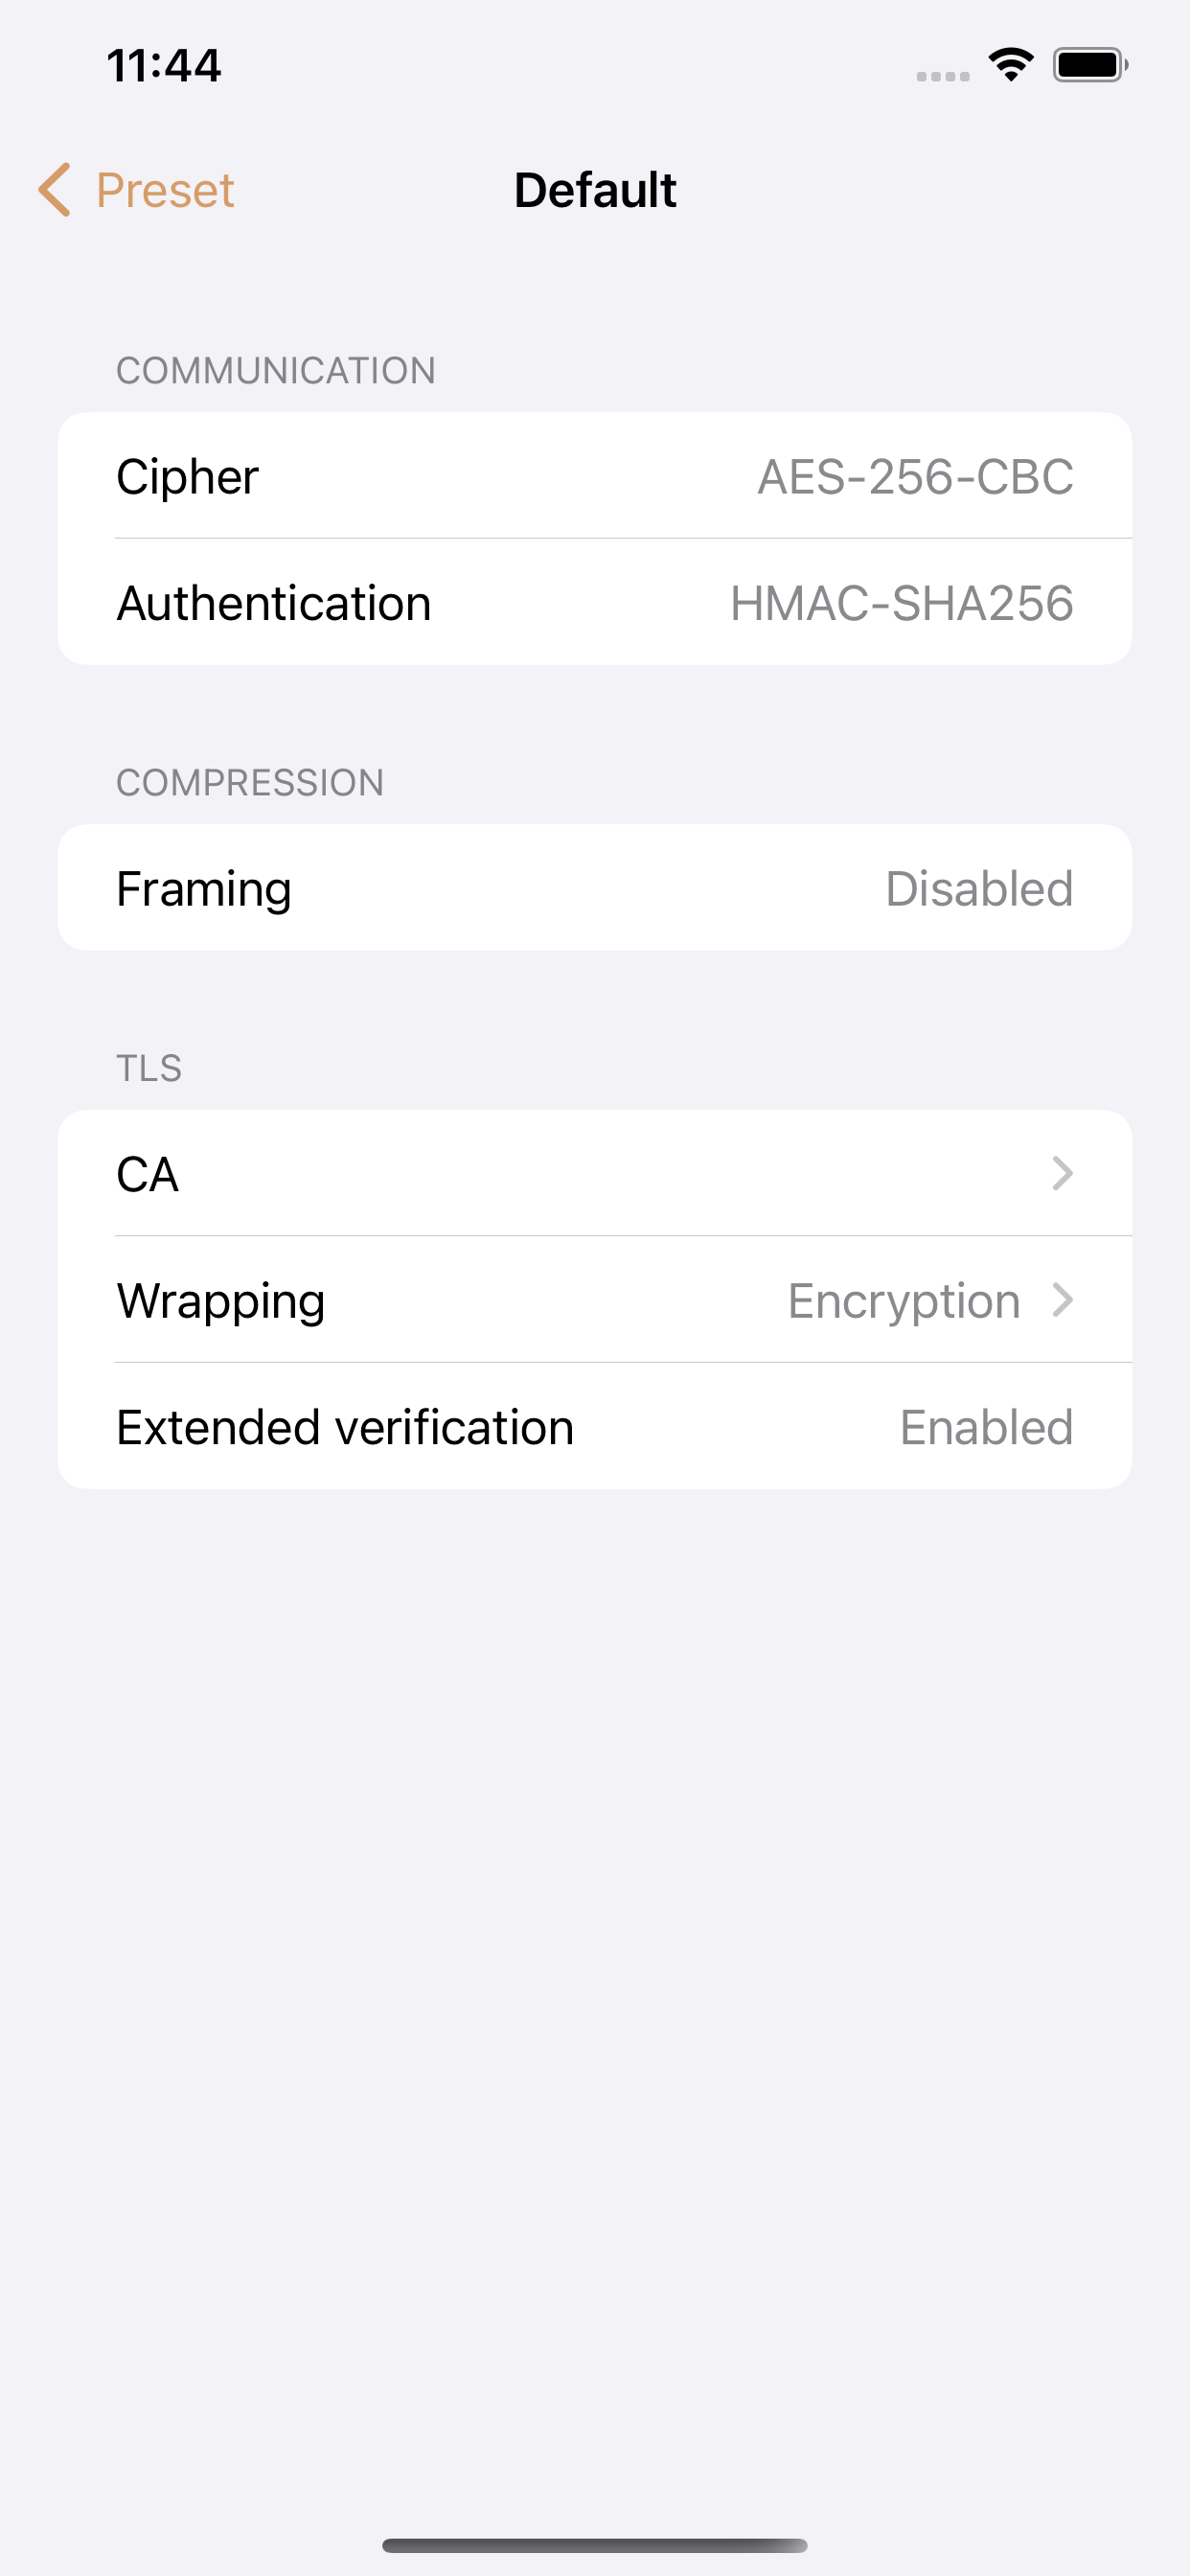 11:44
Preset
Default
COMMUNICATION
Cipher AES-256-CBC
Authentication HMAC-SHA256
COMPRESSION
Framing Disabled
TLS
CA
Wrapping Encryption
Extended verification Enabled